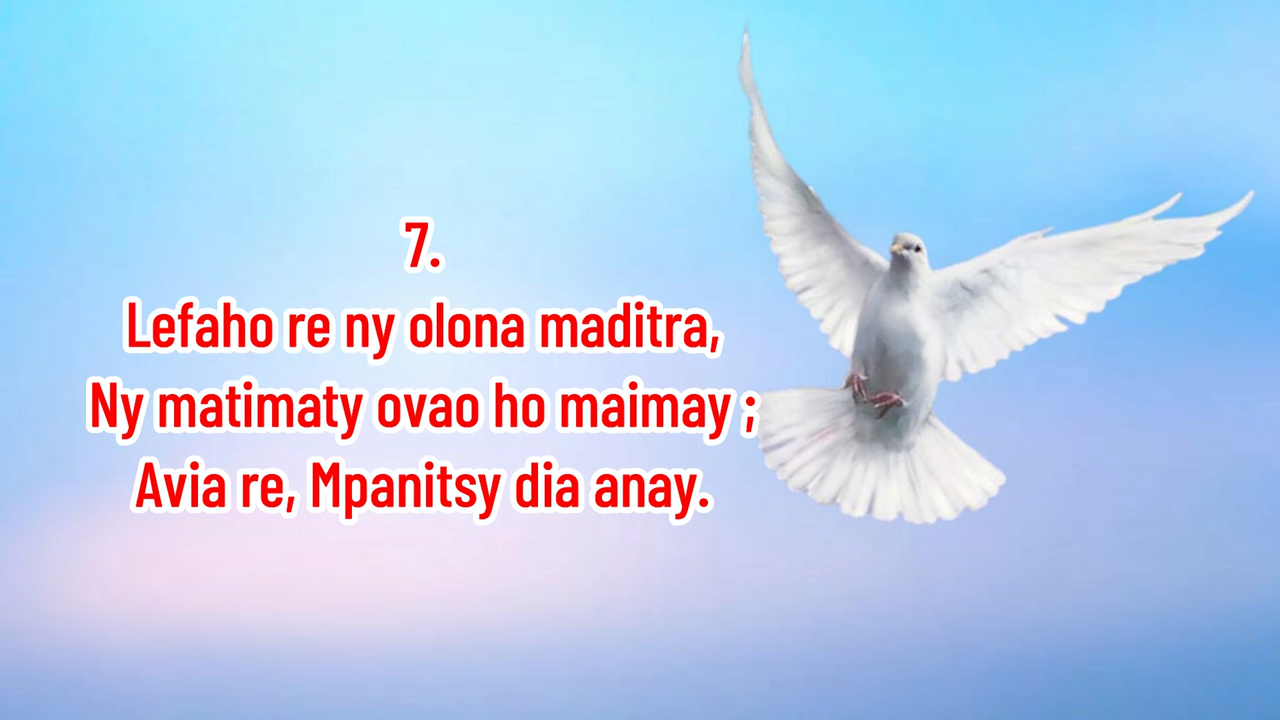 7.
Lefaho re ny olona maditra,
Ny matimaty ovao ho maimay ;
Avia re, Mpanitsy dia anay.